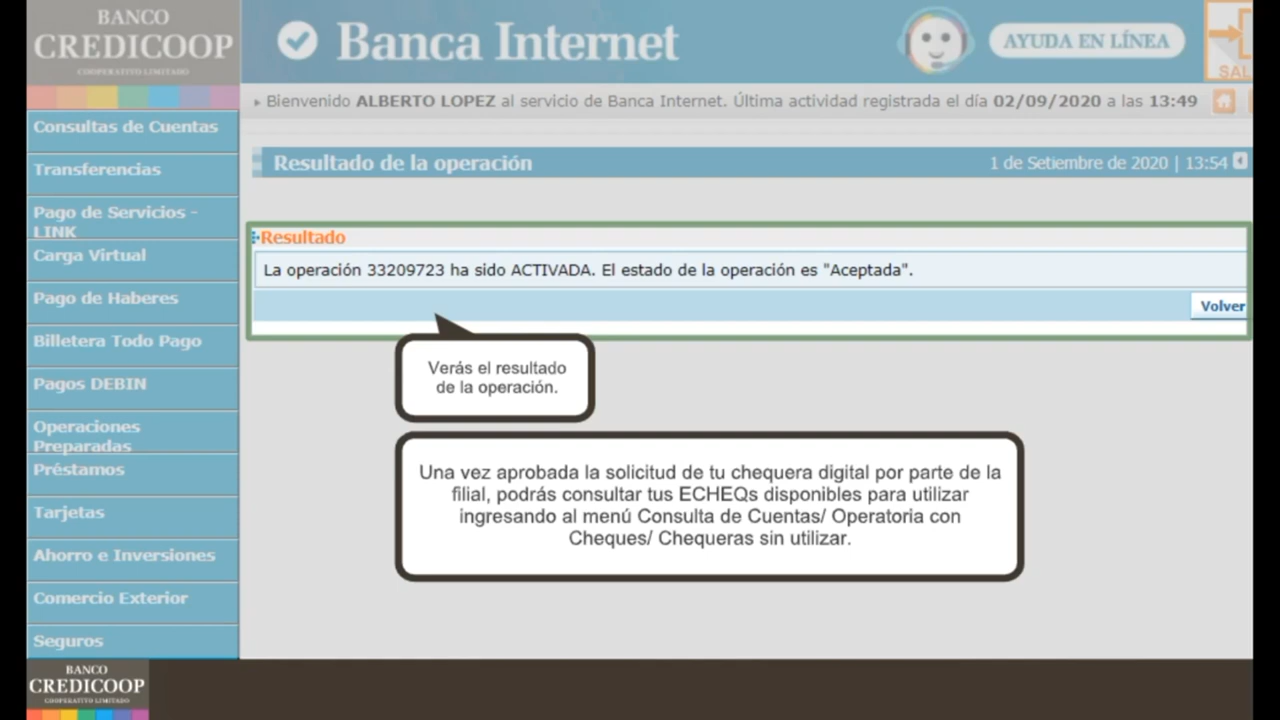 BANCO
CREDICOOP
COOPERATIVO LIMITADO
Banca Internet
AYUDA EN LÍNEA
SAL
Bienvenido ALBERTO LOPEZ al servicio de Banca Internet. Última actividad registrada el día 02/09/2020 a las 13:49
Consultas de Cuentas
Transferencias
Pago de Servicios -
LINK
Carga Virtual
Pago de Haberes
Billetera Todo Pago
Pagos DEBIN
Operaciones
Preparadas
Préstamos
Tarjetas
Ahorro e Inversiones
Comercio Exterior
Seguros
Resultado de la operación
1 de Setiembre de 2020 | 13:54
Resultado
La operación 33209723 ha sido ACTIVADA. El estado de la operación es "Aceptada".
Volver
Verás el resultado
de la operación.
Una vez aprobada la solicitud de tu chequera digital por parte de la
filial, podrás consultar tus ECHEQs disponibles para utilizar
ingresando al menú Consulta de Cuentas/ Operatoria con
Cheques/ Chequeras sin utilizar.
BANCO
CREDICOOP
COOPERATIVO LIMITADO